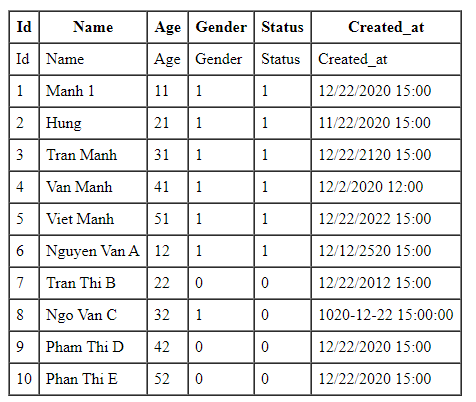 Id Name Age Gender Status Created_at
Id Name Age Gender Status Created_at
1 Manh 1 11 1 1 12/22/2020 15:00
2 Hung 21 1 1 11/22/2020 15:00
3 Tran Manh 31 1 1 12/22/2120 15:00
4 Van Manh 41 1 1 12/2/2020 12:00
5 Viet Manh 51 1 1 12/22/2022 15:00
6 Nguyen Van A 12 1 1 12/12/2520 15:00
7 Tran Thi B 22 0 0 12/22/2012 15:00
8 Ngo Van C 32 1 0 1020-12-22 15:00:00
9 Pham Thi D 42 0 0 12/22/2020 15:00
10 Phan Thi E 52 0 0 12/22/2020 15:00